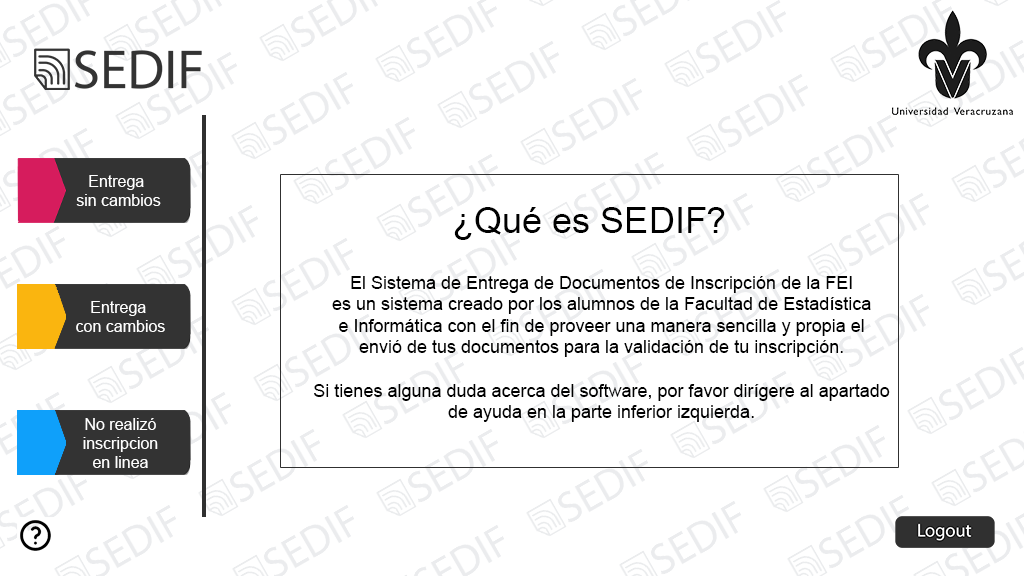 SEDIF
Universidad Veracruzana
Entrega
sin cambios
Entrega
con cambios
No realizó
inscripcion
en linea
¿Qué es SEDIF?
El Sistema de Entrega de Documentos de Inscripción de la FEI
es un sistema creado por los alumnos de la Facultad de Estadística
e Informática con el fin de proveer una manera sencilla y propia el
envió de tus documentos para la validación de tu inscripción.
Si tienes alguna duda acerca del software, por favor dirígere al apartado
de ayuda en la parte inferior izquierda.
?
Logout